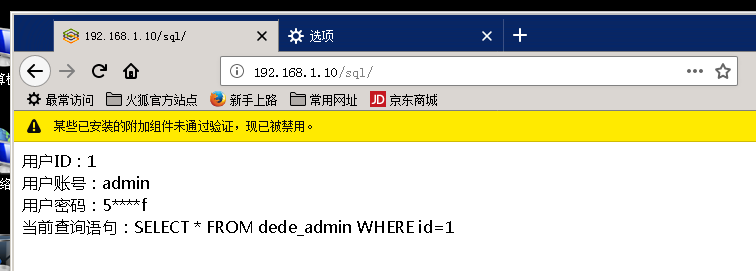 192.168.1.10/sql/
选项
192.168.1.10/sql/
最常访问 火狐官方站点 新手上路 常用网址 JD 京东商城
某些已安装的附加组件未通过验证，现已被禁用。
用户ID：1
用户账号：admin
用户密码：5****f
当前查询语句：SELECT * FROM dede_admin WHERE id=1
络